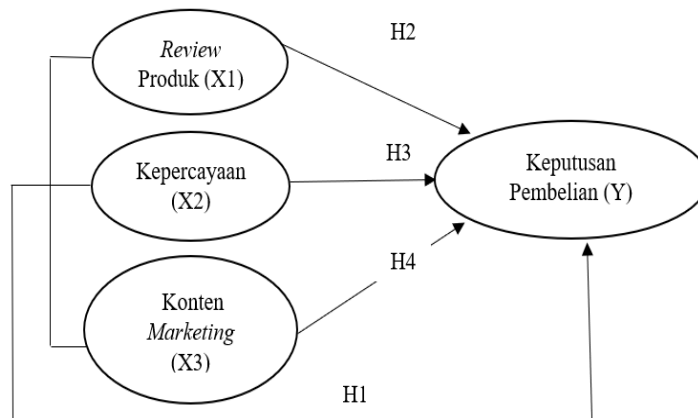 Review
Produk (X1)
H2
Kepercayaan
(X2)
H3
Keputusan
Pembelian (Y)
Konten
Marketing
(X3)
H4
H1